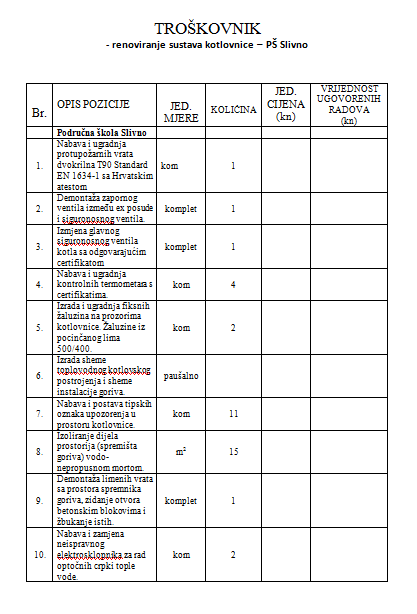 TROŠKOVNIK
- renoviranje sustava kotlovnice – PŠ Slivno
Br.
OPIS POZICIJE
JED.
MJERE
KOLIČINA
JED.
CIJENA
(kn)
VRIJEDNOST
UGOVORENIH
RADOVA
(kn)
Područna škola Slivno
1.
Nabava i ugradnja
protupožarnih vrata
dvokrilna T90 Standard
EN 1634-1 sa Hrvatskim
atestom
kom
1
2.
Demontaža zapornog
ventila između ex posude
i siguronosnog ventila.
komplet
1
3.
Izmjena glavnog
siguronosnog ventila
kotla sa odgovarajućim
certifikatom
komplet
1
4.
Nabava i ugradnja
kontrolnih termometara s
certifikatima.
kom
4
5.
Izrada i ugradnja fiksnih
žaluzina na prozorima
kotlovnice. Žaluzine iz
pocinčanog lima
500/400.
kom
2
6.
Izrada sheme
toplovodnog kotlovskog
postrojenja i sheme
instalacije goriva.
paušalno
7.
Nabava i postava tipskih
oznaka upozorenja u
prostoru kotlovnice.
kom
11
8.
Izoliranje dijela
prostorija (spremišta
goriva) vodo-
nepropusnom mortom.
m²
15
9.
Demontaža limenih vrata
sa prostora spremnika
goriva, zidanje otvora
betonskim blokovima i
žbukanje istih.
komplet
1
10.
Nabava i zamjena
neispravnog
elektrosklopnika za rad
optočnih crpki tople
vode.
kom
2